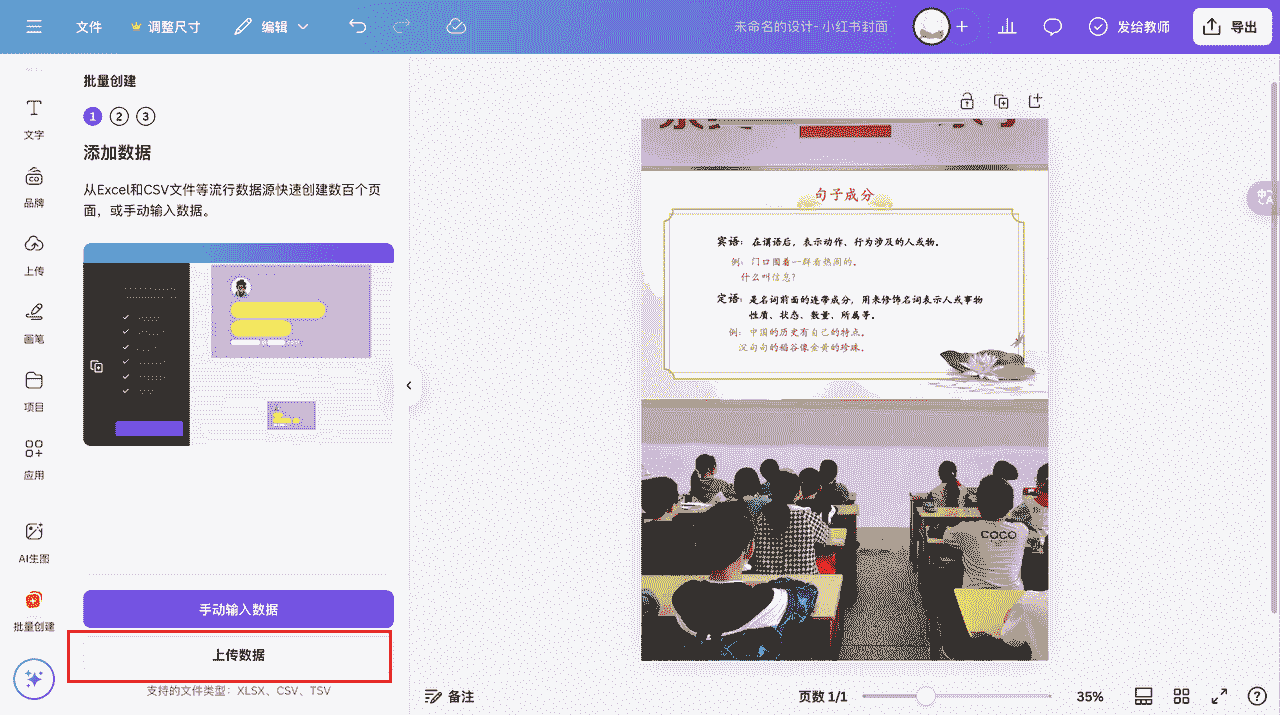 文件
调整尺寸
编辑
未命名的设计- 小红书封面
发给教师
导出
文字
品牌
上传
画笔
项目
应用
AI生图
批量创建
批量创建
1 2 3
添加数据
从Excel和CSV文件等流行数据源快速创建数百个页
面，或手动输入数据。
手动输入数据
上传数据
支持的文件类型：XLSX、CSV、TSV
句子成分
宾语：在谓语后，表示动作、行为涉及的人或物。
例：门口围着一群看热闹的。
什么叫信息？
定语：是名词前面的连带成分，用来修饰名词表示人或事物
性质、状态、数量、所属等。
例：中国的历史有自己的特点。
沉甸甸的稻谷像金黄的珍珠。
COCO
备注
页数 1/1
35%